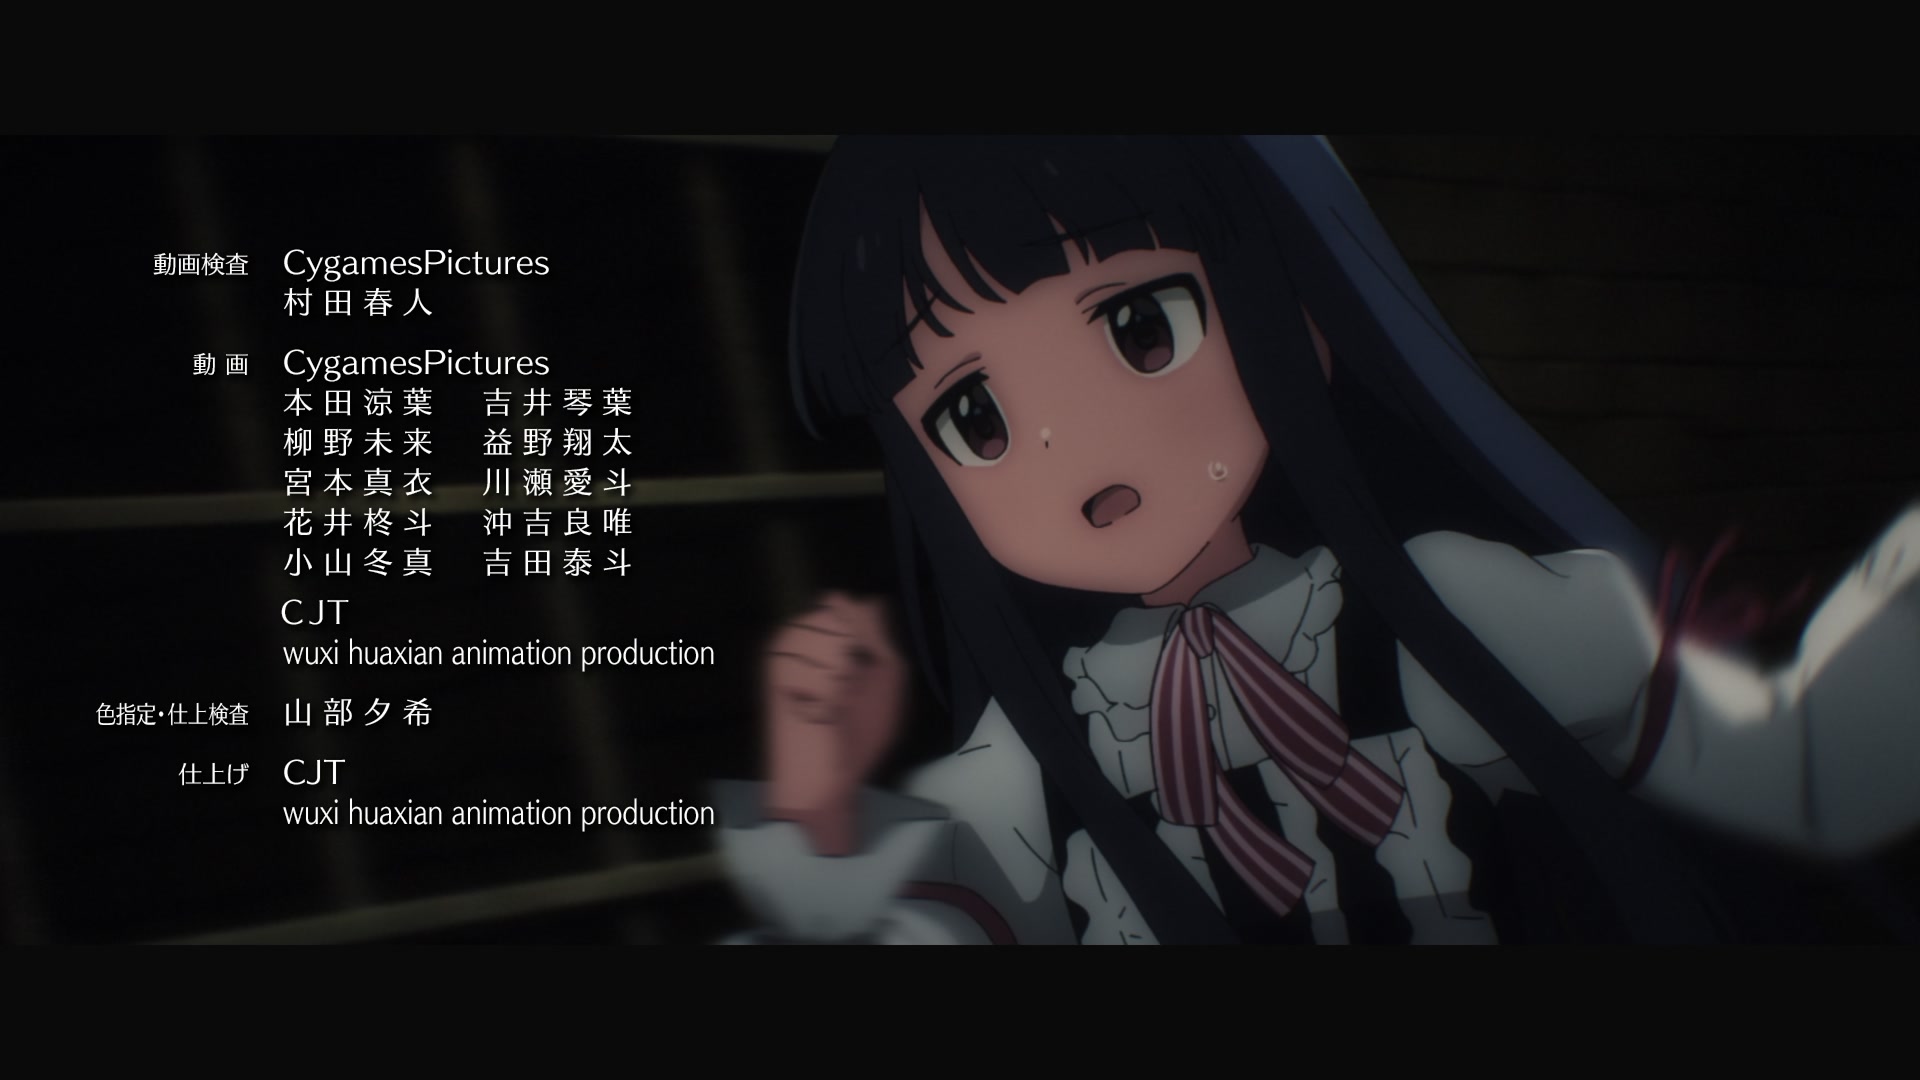 動画検査 CygamesPictures
村田春人
動画 CygamesPictures
本田涼葉 吉井琴葉
柳野未来 益野翔太
宮本真衣 川瀬愛斗
花井柊斗 沖吉良唯
小山冬真 吉田泰斗
CJT
wuxi huaxian animation production
色指定・仕上検査 山部夕希
仕上げ CJT
wuxi huaxian animation production